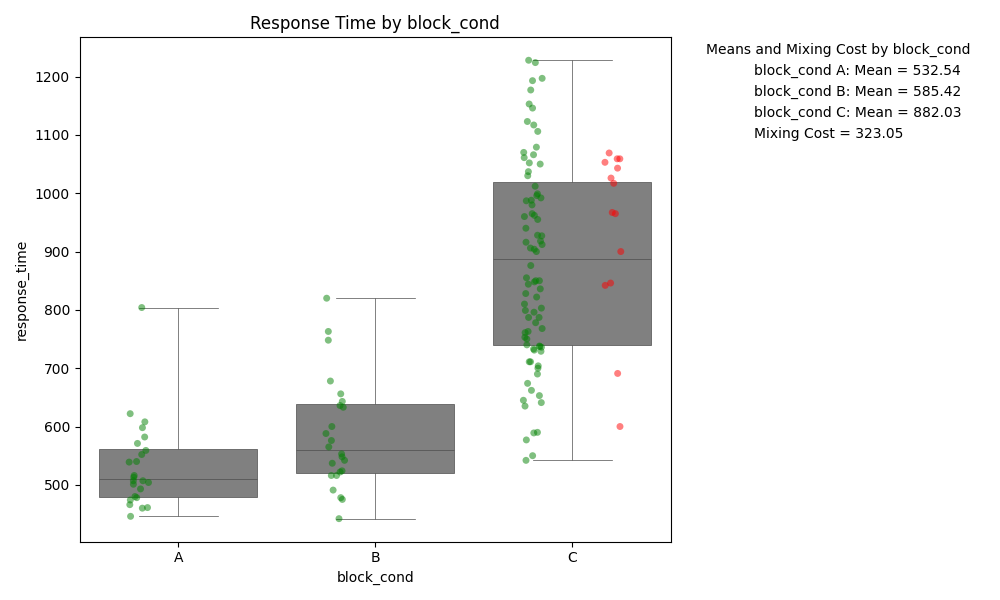 Response Time by block_cond
Means and Mixing Cost by block_cond
block_cond A: Mean = 532.54
block_cond B: Mean = 585.42
block_cond C: Mean = 882.03
Mixing Cost = 323.05
response_time
1200
1100
1000
900
800
700
600
500
A
B
C
block_cond